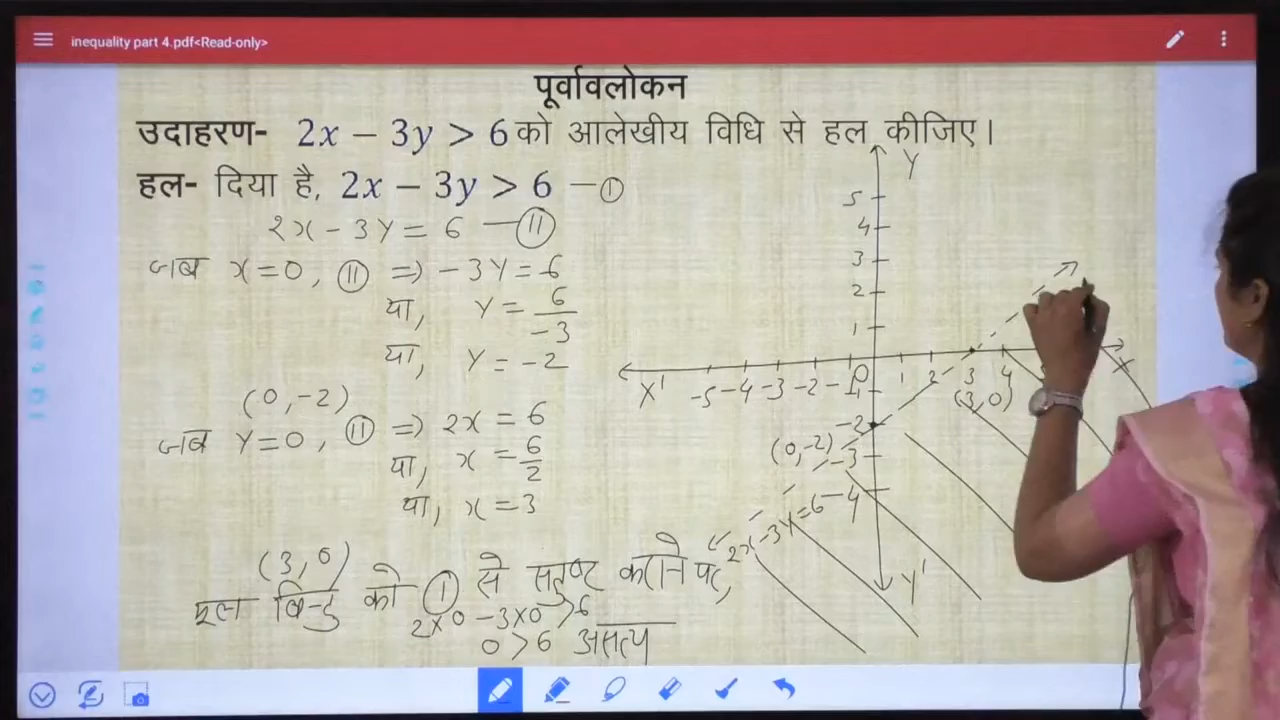 inequality part 4.pdf<Read-only>
पूर्वावलोकन
उदाहरण- 2x − 3y > 6 को आलेखीय विधि से हल कीजिए।
हल- दिया है, 2x − 3y > 6 — ①
2x − 3y = 6 — ⑪
जब x = 0, ⑪ ⇒ −3y = 6
या, y = 6/−3
या, y = −2
(0, −2)
जब y = 0, ⑪ ⇒ 2x = 6
या, x = 6/2
या, x = 3
(3, 0)
मूल बिन्दु को ① से सतुष्ट कराने पर,
2×0 − 3×0 > 6
0 > 6 असत्य
Y
5
4
3
2
1
X' -5 -4 -3 -2 -1 O 1 2 3 4 X
(3, 0)
-2
(0, -2) -3
-4
2x − 3y = 6
Y'